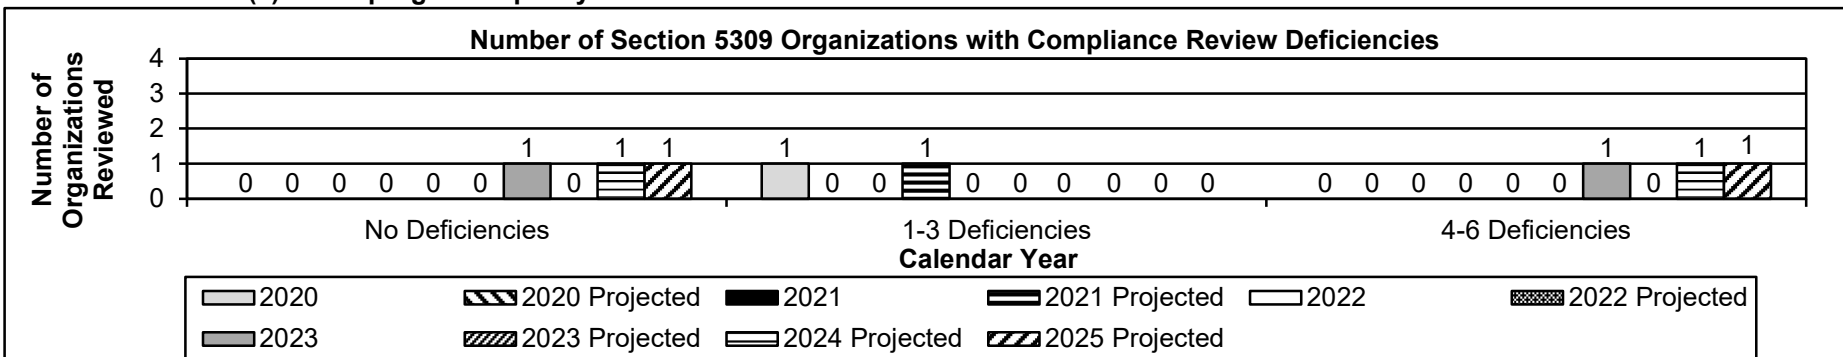 Number of Section 5309 Organizations with Compliance Review Deficiencies
Number of
Organizations
Reviewed
4
3
2
1
0
0 0 0 0 0 0 1 0 1 1
1 0 0 1 0 0 0 0 0 0
0 0 0 0 0 0 1 0 1 1
No Deficiencies
1-3 Deficiencies
4-6 Deficiencies
Calendar Year
2020 2020 Projected 2021 2021 Projected 2022 2022 Projected
2023 2023 Projected 2024 Projected 2025 Projected